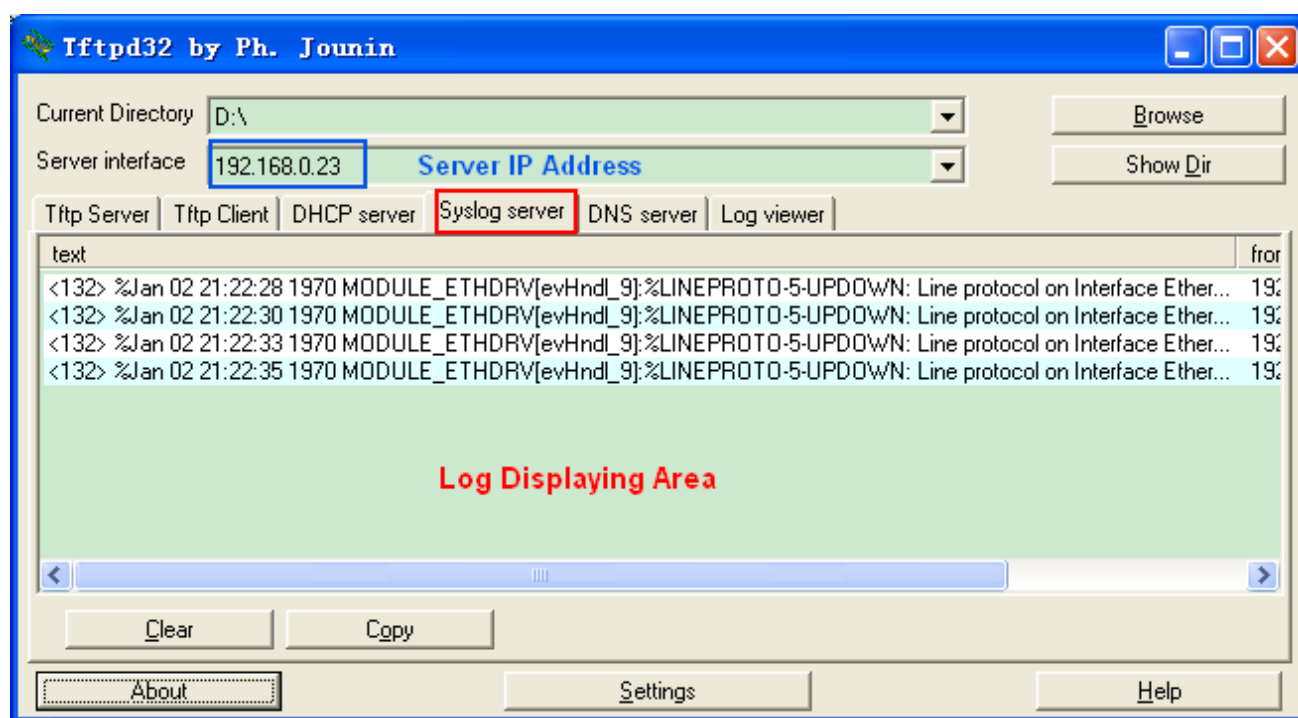 Tftpd32 by Ph. Jounin
Current Directory D:\ Browse
Server interface 192.168.0.23 Server IP Address Show Dir
Tftp Server Tftp Client DHCP server Syslog server DNS server Log viewer
text fror
<132> %Jan 02 21:22:28 1970 MODULE_ETHDRV[evHndl_9]:%LINEPROTO-5-UPDOWN: Line protocol on Interface Ether... 192
<132> %Jan 02 21:22:30 1970 MODULE_ETHDRV[evHndl_9]:%LINEPROTO-5-UPDOWN: Line protocol on Interface Ether... 192
<132> %Jan 02 21:22:33 1970 MODULE_ETHDRV[evHndl_9]:%LINEPROTO-5-UPDOWN: Line protocol on Interface Ether... 192
<132> %Jan 02 21:22:35 1970 MODULE_ETHDRV[evHndl_9]:%LINEPROTO-5-UPDOWN: Line protocol on Interface Ether... 192
Log Displaying Area
Clear Copy
About Settings Help